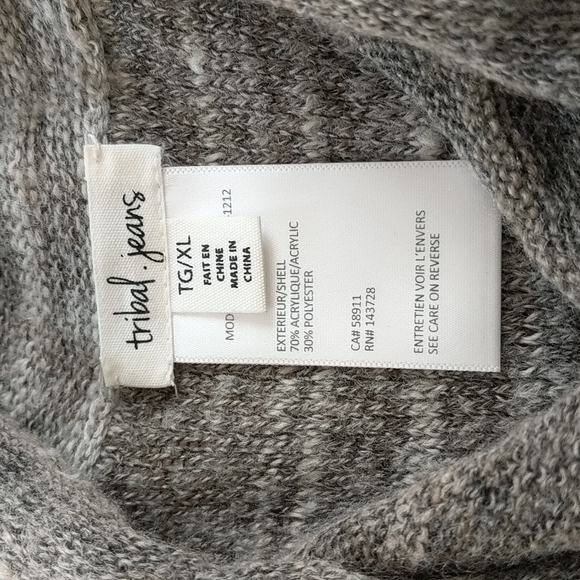 tribal.jeans
TG/XL
FAIT EN
CHINE
MADE IN
CHINA
MOD 1212
EXTERIEUR/SHELL
70% ACRYLIQUE/ACRYLIC
30% POLYESTER
CA# 58911
RN# 143728
ENTRETIEN VOIR L'ENVERS
SEE CARE ON REVERSE